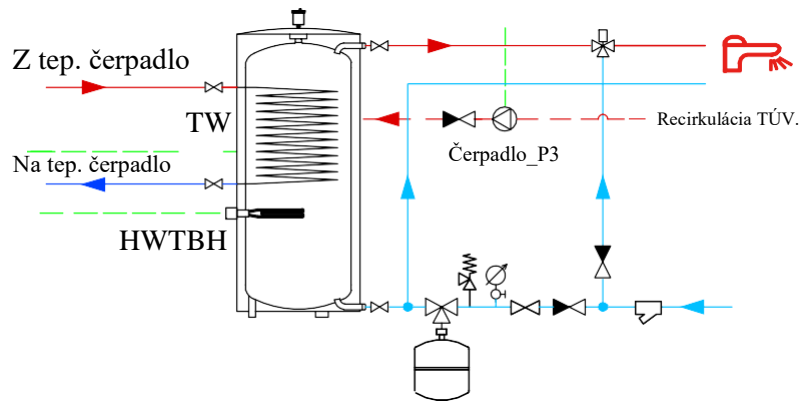 Z tep. čerpadlo
TW
Recirkulácia TÚV.
Čerpadlo_P3
Na tep. čerpadlo
HWTBH